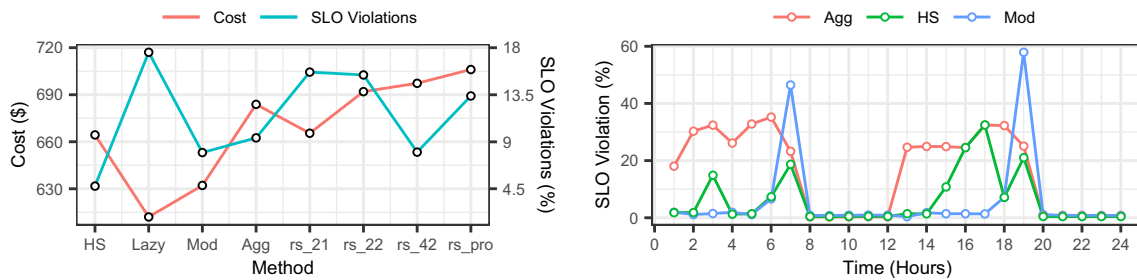 Cost SLO Violations
720
690
660
630
Cost ($)
18
13.5
9
4.5
SLO Violations (%)
HS Lazy Mod Agg rs_21 rs_22 rs_42 rs_pro
Method
Agg HS Mod
60
40
20
0
SLO Violation (%)
0 2 4 6 8 10 12 14 16 18 20 22 24
Time (Hours)